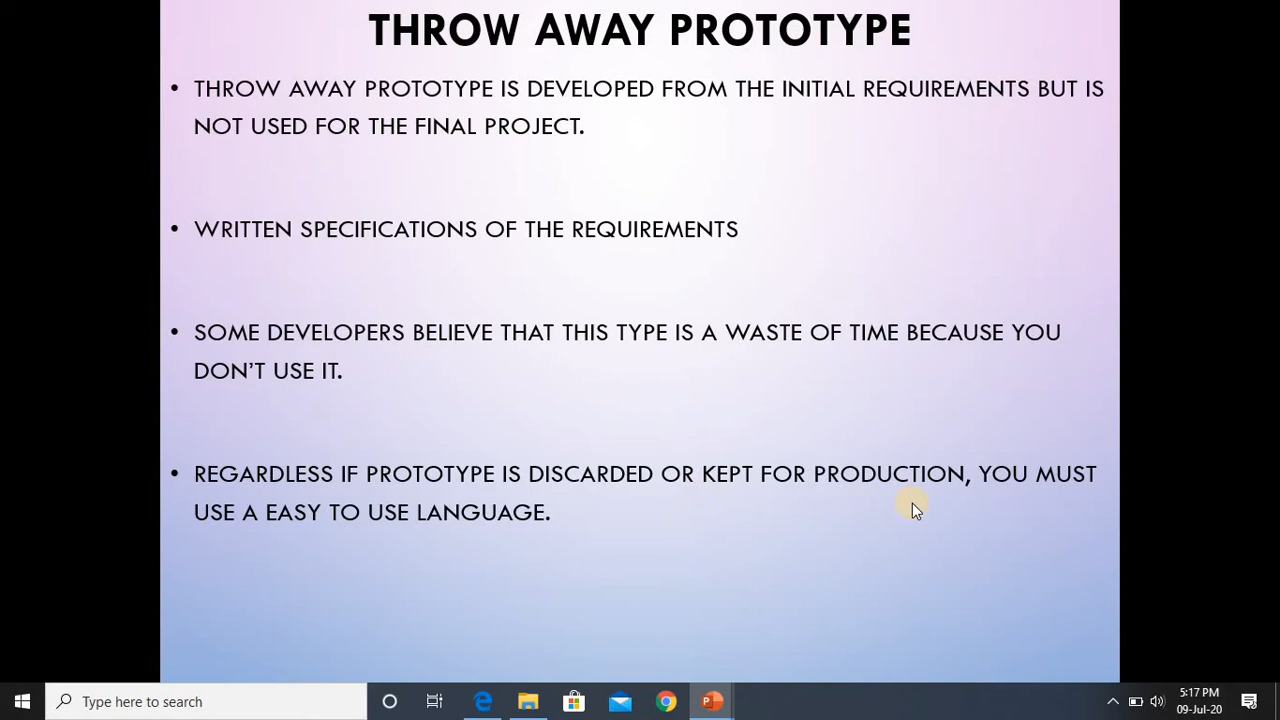 THROW AWAY PROTOTYPE
• THROW AWAY PROTOTYPE IS DEVELOPED FROM THE INITIAL REQUIREMENTS BUT IS
NOT USED FOR THE FINAL PROJECT.
• WRITTEN SPECIFICATIONS OF THE REQUIREMENTS
• SOME DEVELOPERS BELIEVE THAT THIS TYPE IS A WASTE OF TIME BECAUSE YOU
DON'T USE IT.
• REGARDLESS IF PROTOTYPE IS DISCARDED OR KEPT FOR PRODUCTION, YOU MUST
USE A EASY TO USE LANGUAGE.
Type here to search
5:17 PM
09-Jul-20